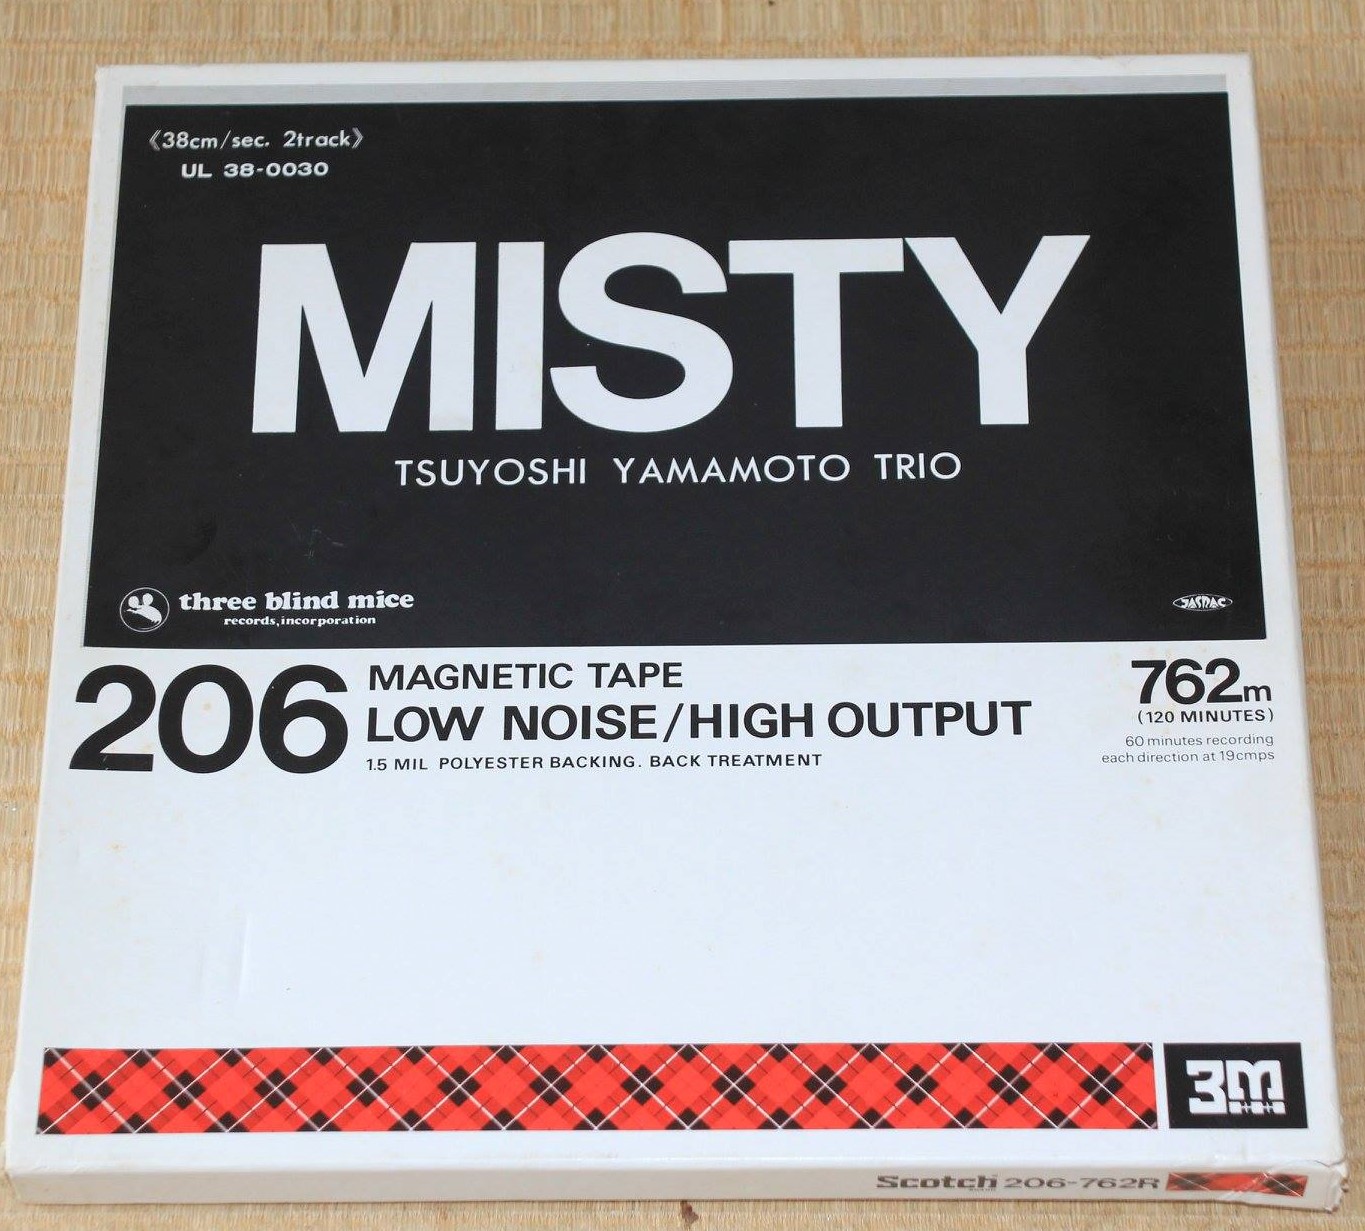 《38cm/sec. 2track》
UL 38-0030
MISTY
TSUYOSHI YAMAMOTO TRIO
three blind mice
records, incorporation
JASRAC
206
MAGNETIC TAPE
LOW NOISE/HIGH OUTPUT
1.5 MIL POLYESTER BACKING. BACK TREATMENT
762m
(120 MINUTES)
60 minutes recording
each direction at 19cmps
3M
Scotch 206-762R